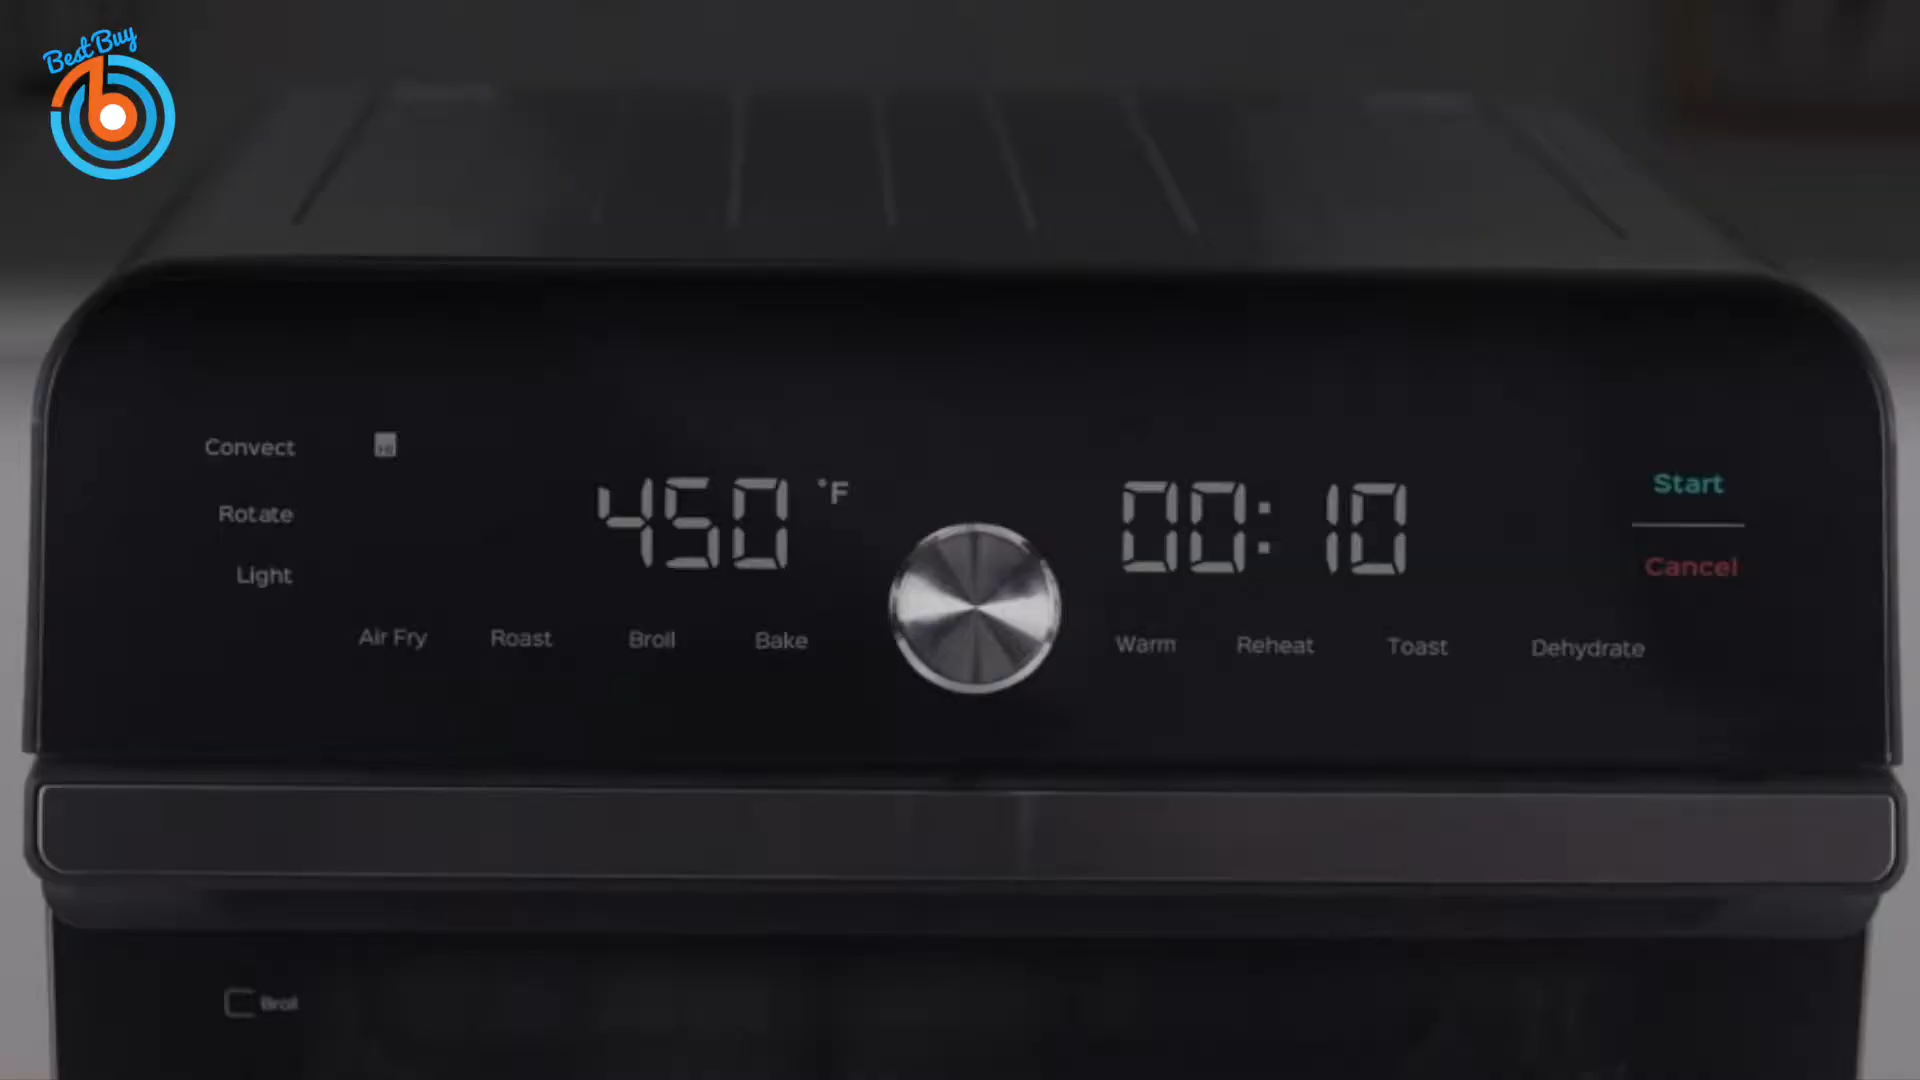 Best Buy
Convect
Rotate
Light
450 °F
00:10
Start
Cancel
Air Fry Roast Broil Bake
Warm Reheat Toast Dehydrate
Broil